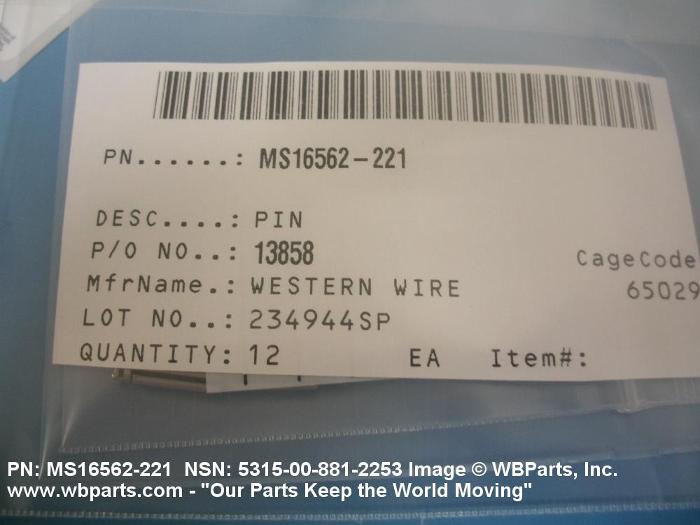 PN......: MS16562-221
DESC....: PIN
P/O NO..: 13858
CageCode
MfrName.: WESTERN WIRE
65029
LOT NO..: 234944SP
QUANTITY: 12 EA Item#:
PN: MS16562-221 NSN: 5315-00-881-2253 Image © WBParts, Inc.
www.wbparts.com - "Our Parts Keep the World Moving"